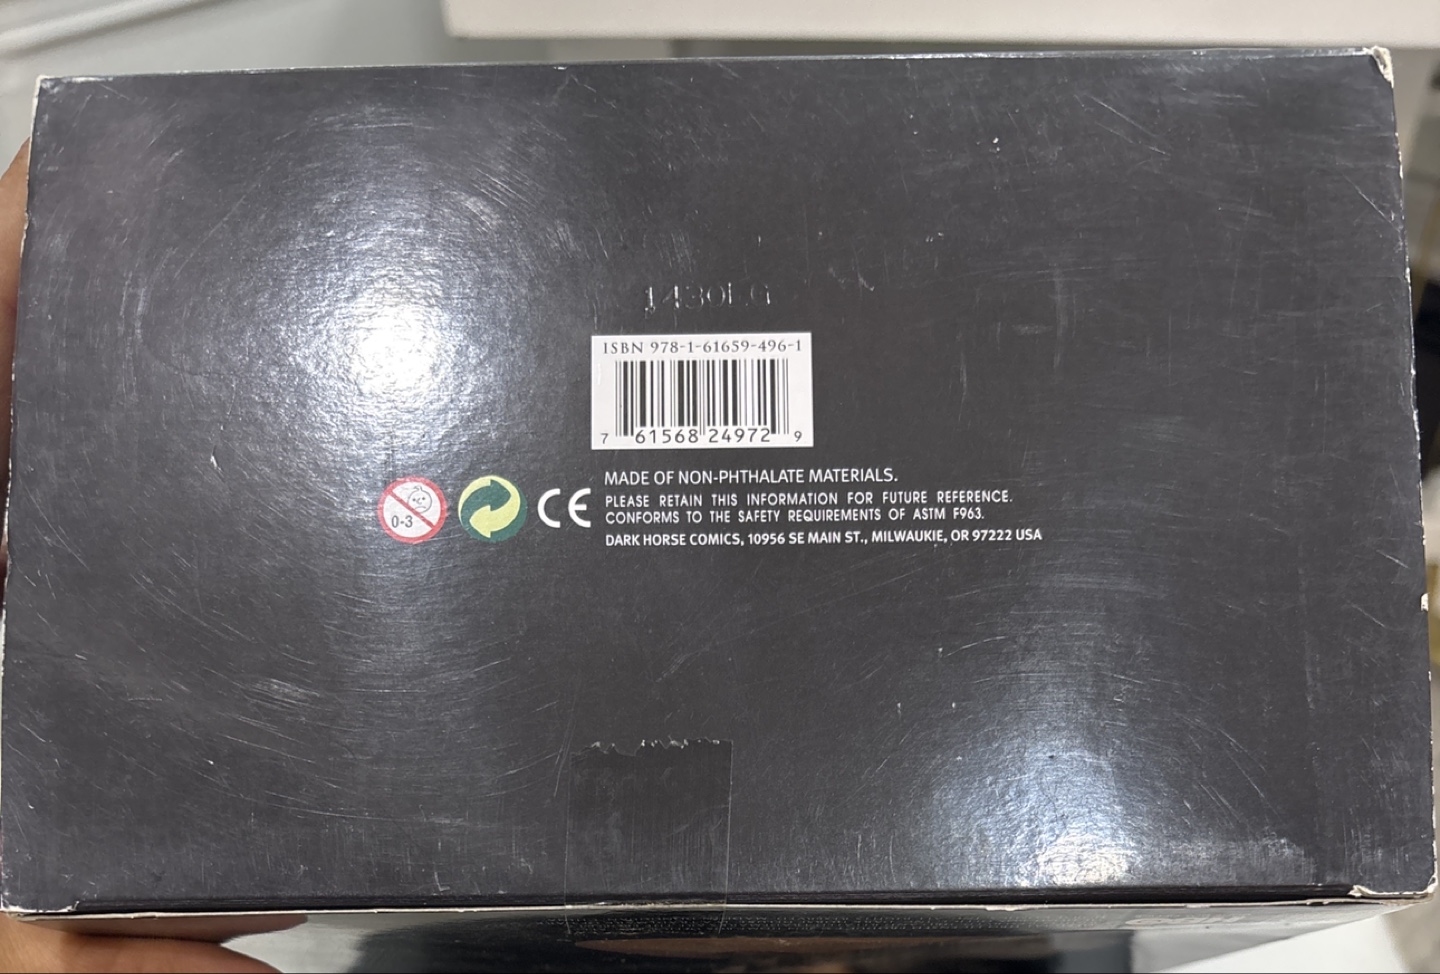 1430LG
ISBN 978-1-61659-496-1
7 61568 24972 9
0-3
CE
MADE OF NON-PHTHALATE MATERIALS.
PLEASE RETAIN THIS INFORMATION FOR FUTURE REFERENCE.
CONFORMS TO THE SAFETY REQUIREMENTS OF ASTM F963.
DARK HORSE COMICS, 10956 SE MAIN ST., MILWAUKIE, OR 97222 USA